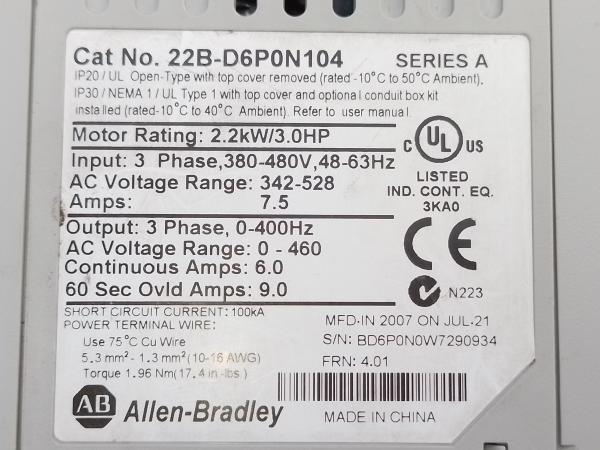 Cat No. 22B-D6P0N104 SERIES A
IP20 / UL Open-Type with top cover removed (rated -10°C to 50°C Ambient).
IP30 / NEMA 1 / UL Type 1 with top cover and optional conduit box kit
installed (rated-10°C to 40°C Ambient). Refer to user manual.
Motor Rating: 2.2kW/3.0HP
Input: 3 Phase,380-480V,48-63Hz
AC Voltage Range: 342-528
Amps: 7.5
C UL US
LISTED
IND. CONT. EQ.
3KA0
Output: 3 Phase, 0-400Hz
AC Voltage Range: 0 - 460
Continuous Amps: 6.0
60 Sec Ovld Amps: 9.0
CE
N223
SHORT CIRCUIT CURRENT: 100kA
POWER TERMINAL WIRE:
Use 75°C Cu Wire
5.3 mm² - 1.3 mm² (10-16 AWG)
Torque 1.96 Nm (17.4 in-lbs.)
MFD.IN 2007 ON JUL.21
S/N: BD6P0N0W7290934
FRN: 4.01
AB Allen-Bradley
MADE IN CHINA